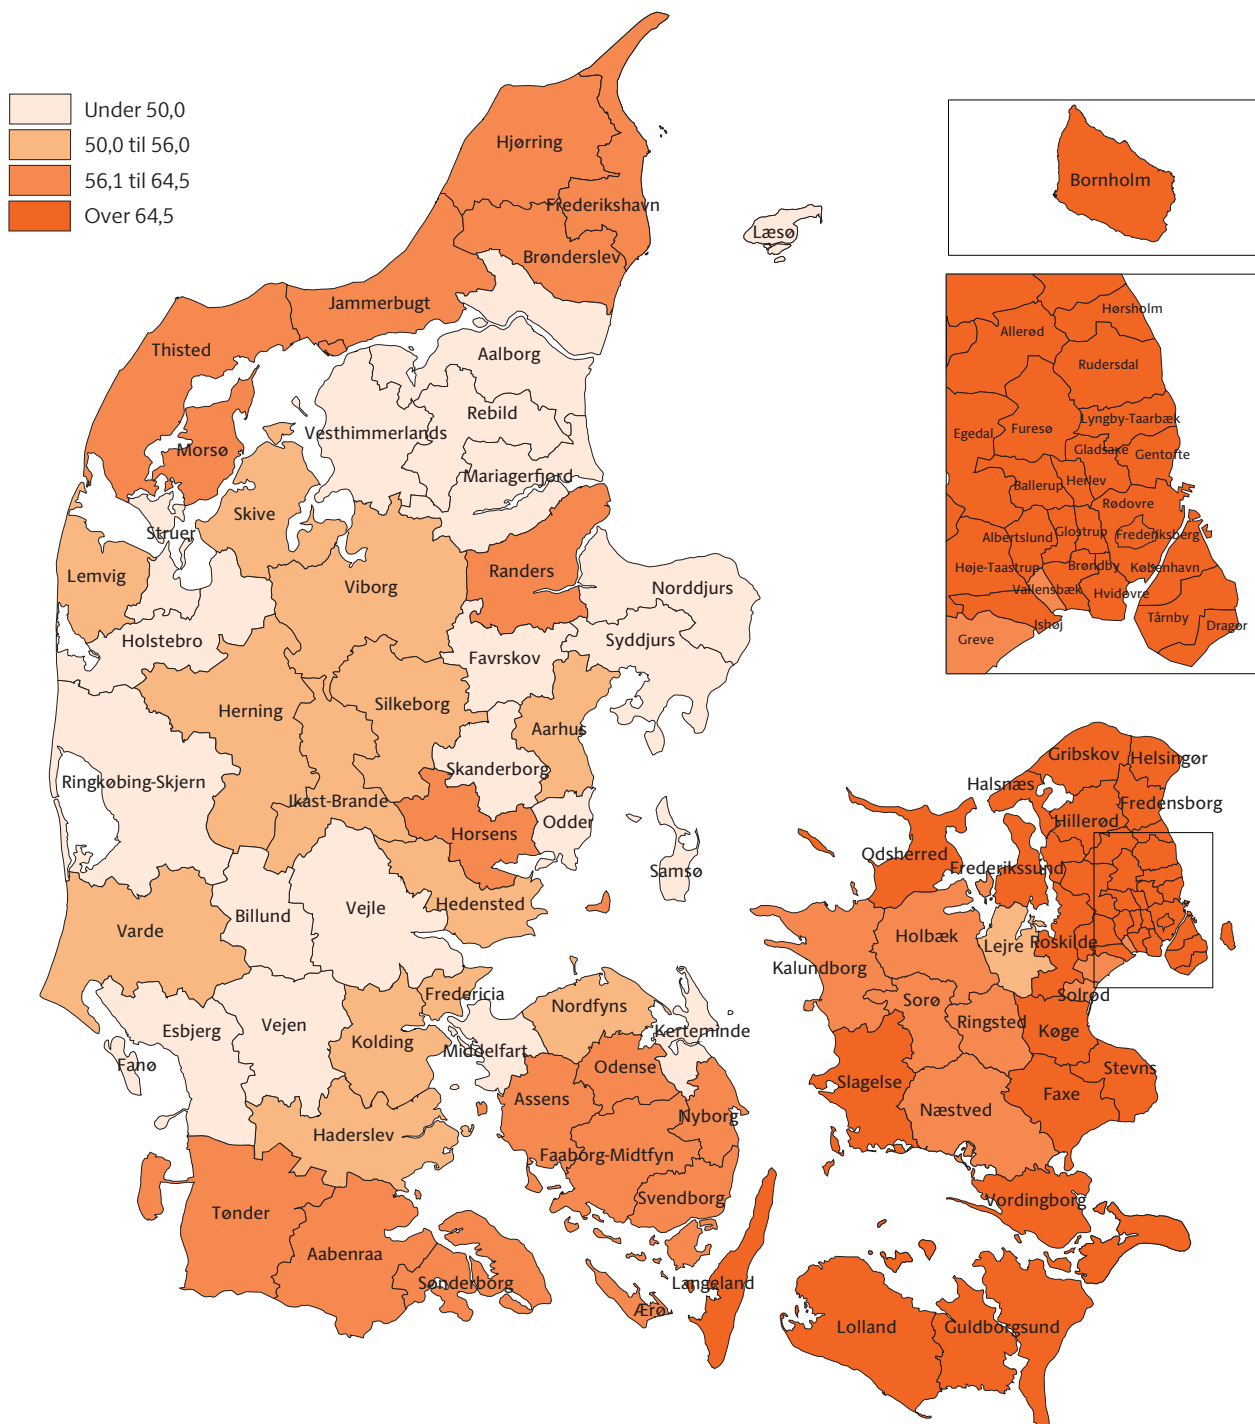 Under 50,0
50,0 til 56,0
56,1 til 64,5
Over 64,5
Hjørring
Frederikshavn
Læsø
Brønderslev
Jammerbugt
Thisted
Aalborg
Rebild
Vesthimmerlands
Morsø
Mariagerfjord
Skive
Struer
Lemvig
Viborg
Randers
Norddjurs
Holstebro
Favrskov
Syddjurs
Herning
Silkeborg
Aarhus
Ringkøbing-Skjern
Skanderborg
Ikast-Brande
Horsens
Odder
Samsø
Billund
Vejle
Hedensted
Varde
Fredericia
Nordfyns
Esbjerg
Vejen
Kolding
Middelfart
Kerteminde
Fanø
Odense
Assens
Nyborg
Haderslev
Faaborg-Midtfyn
Svendborg
Tønder
Aabenraa
Sønderborg
Langeland
Ærø
Bornholm
Hørsholm
Allerød
Rudersdal
Lyngby-Taarbæk
Egedal
Furesø
Gladsaxe
Gentofte
Ballerup
Herlev
Rødovre
Albertslund
Glostrup
Frederiksberg
Høje-Taastrup
Brøndby
København
Vallensbæk
Hvidovre
Tårnby
Ishøj
Dragør
Greve
Gribskov
Helsingør
Halsnæs
Fredensborg
Hillerød
Odsherred
Frederikssund
Holbæk
Lejre
Roskilde
Kalundborg
Solrød
Sorø
Ringsted
Køge
Stevns
Slagelse
Faxe
Næstved
Vordingborg
Lolland
Guldborgsund